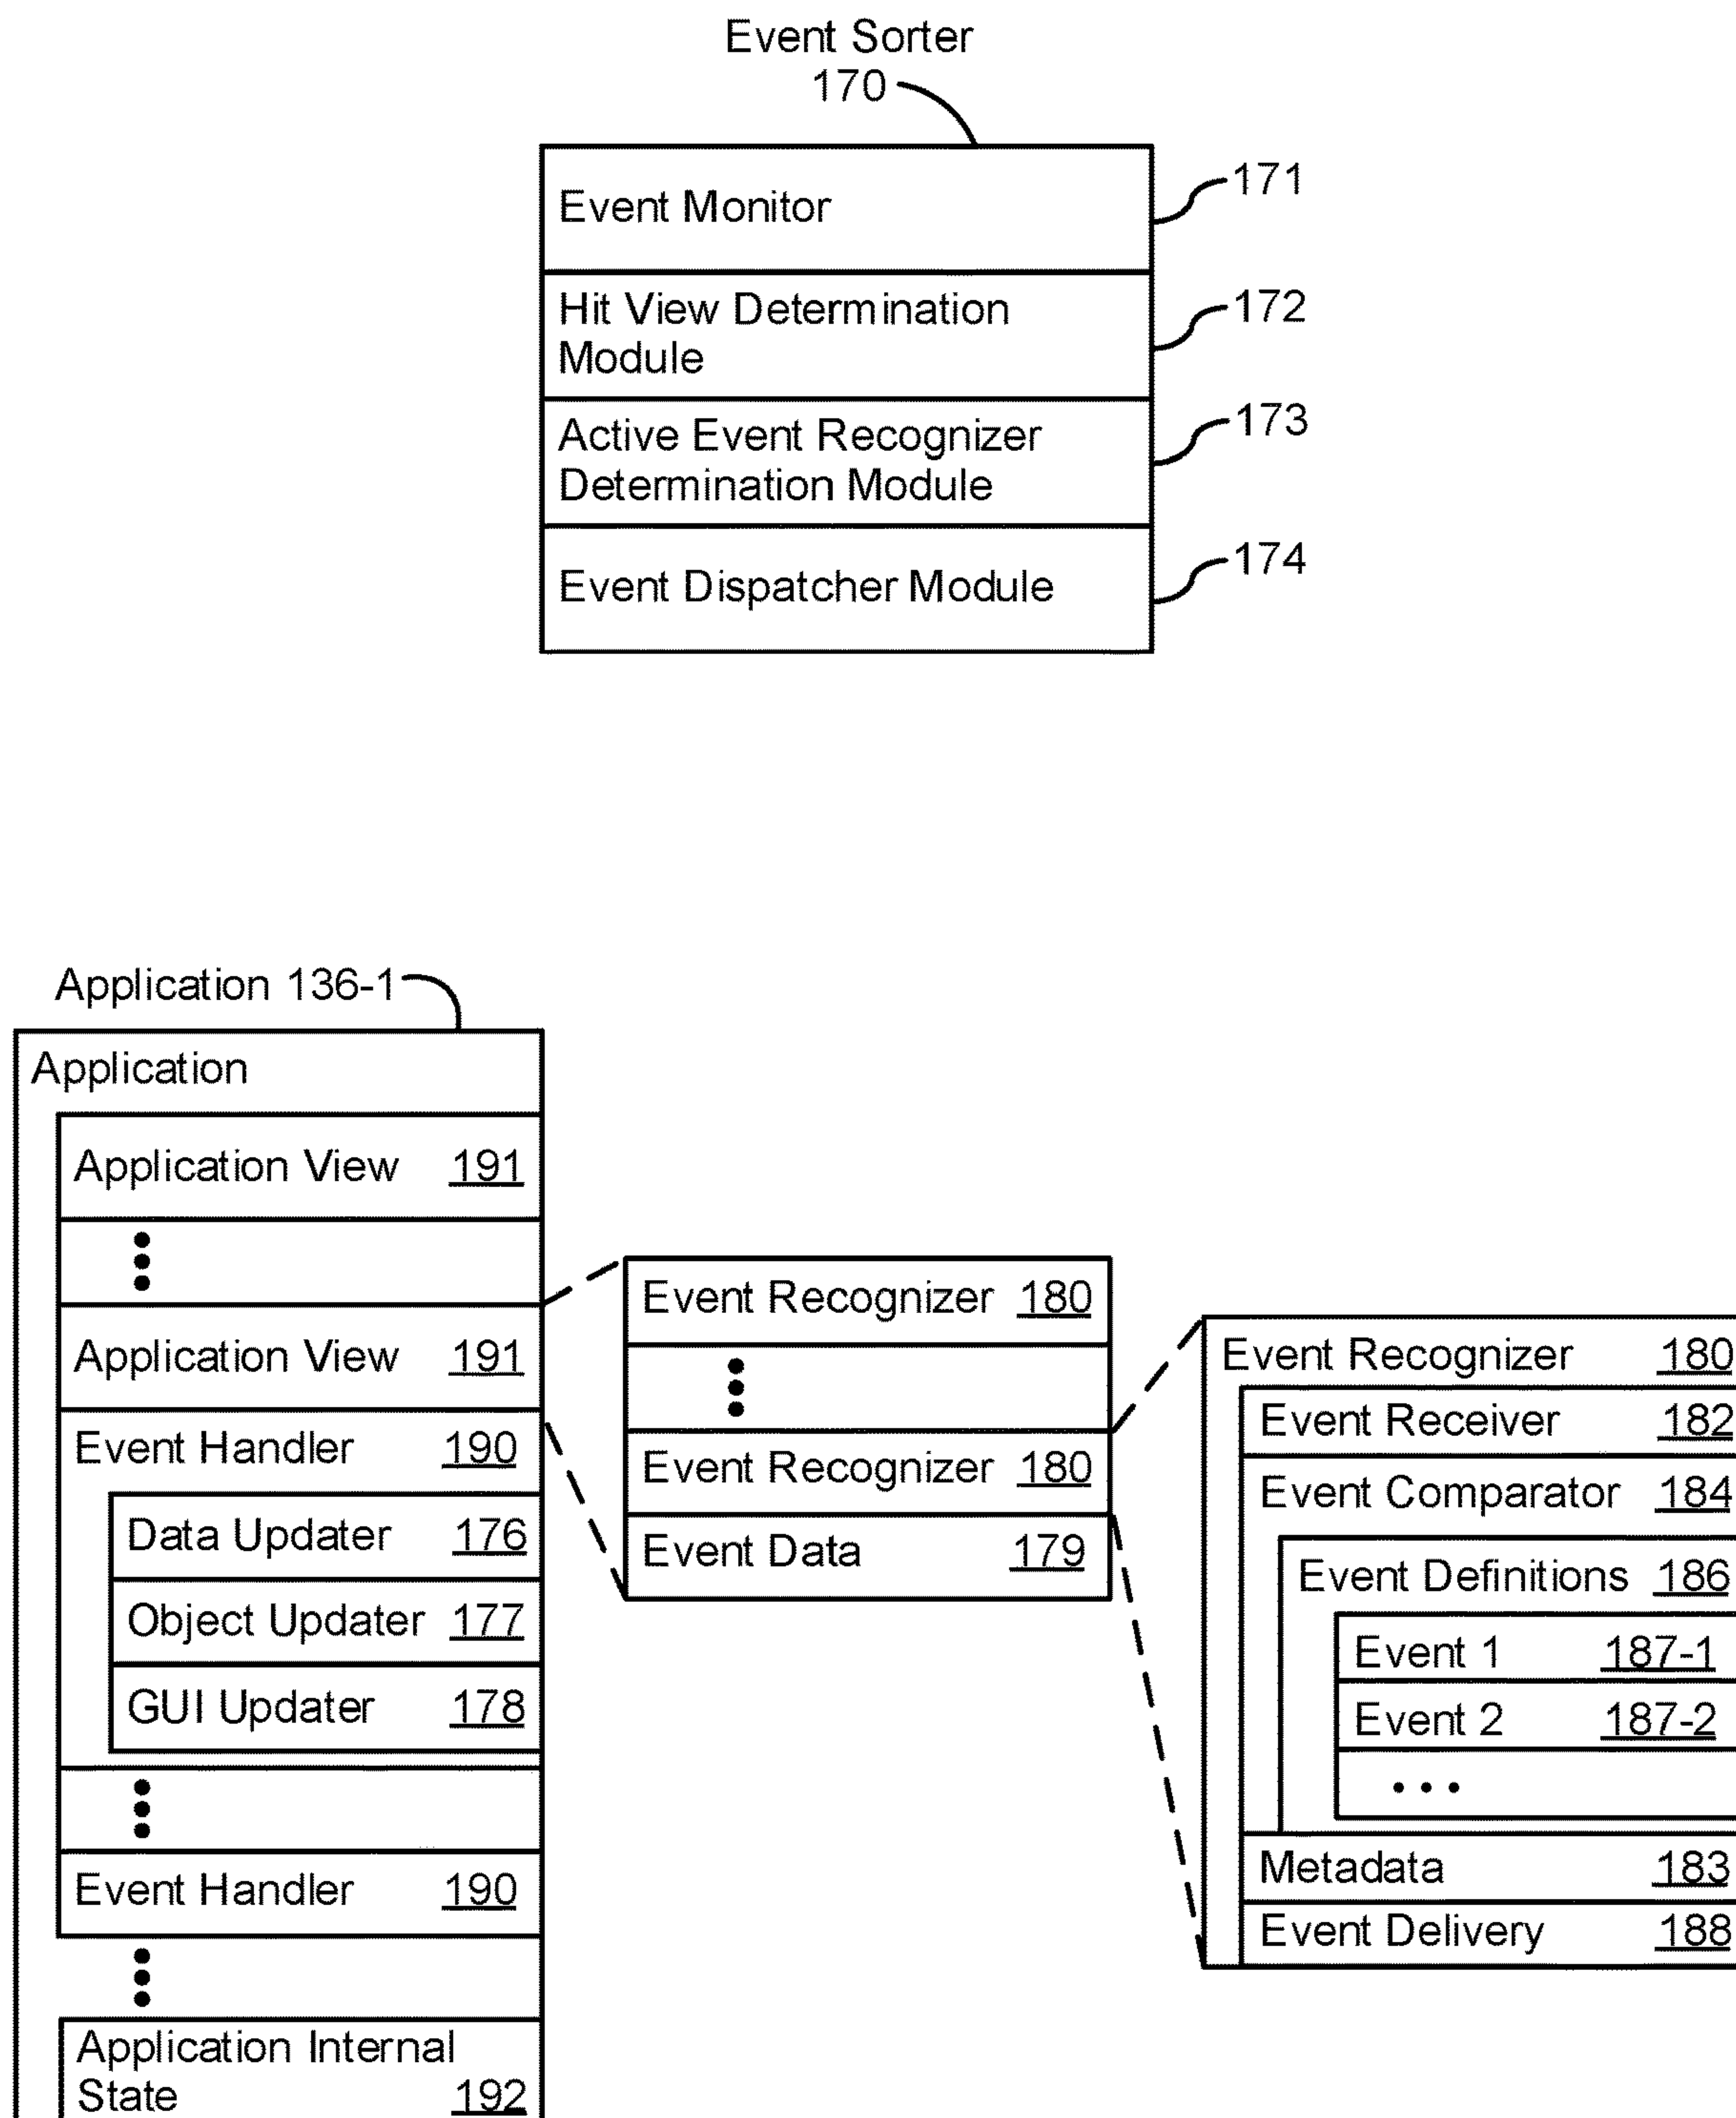 Event Sorter
170
Event Monitor
171
Hit View Determination
Module
172
Active Event Recognizer
Determination Module
173
Event Dispatcher Module
174
Application 136-1
Application
Application View 191
Application View 191
Event Handler 190
Data Updater 176
Object Updater 177
GUI Updater 178
Event Handler 190
Application Internal
State 192
Event Recognizer 180
Event Recognizer 180
Event Data 179
Event Recognizer 180
Event Receiver 182
Event Comparator 184
Event Definitions 186
Event 1 187-1
Event 2 187-2
Metadata 183
Event Delivery 188